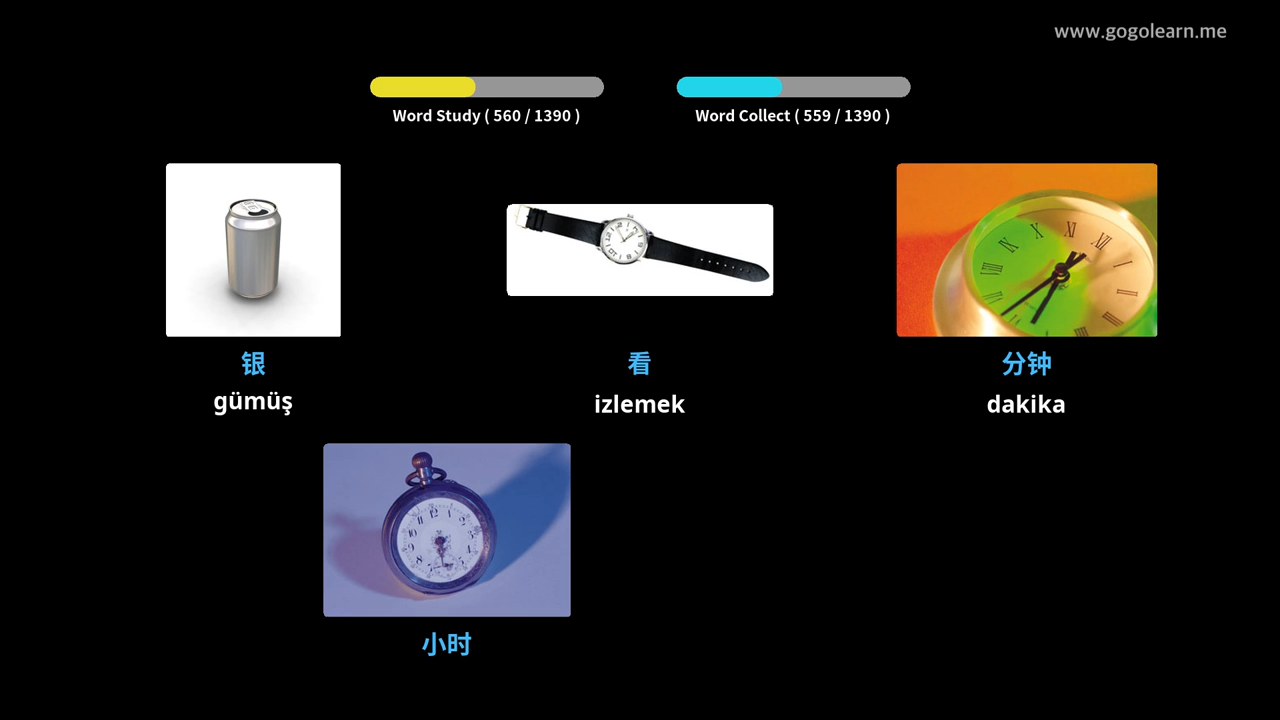 www.gogolearn.me
Word Study ( 560 / 1390 )
Word Collect ( 559 / 1390 )
银
看
分钟
gümüş
izlemek
dakika
小时